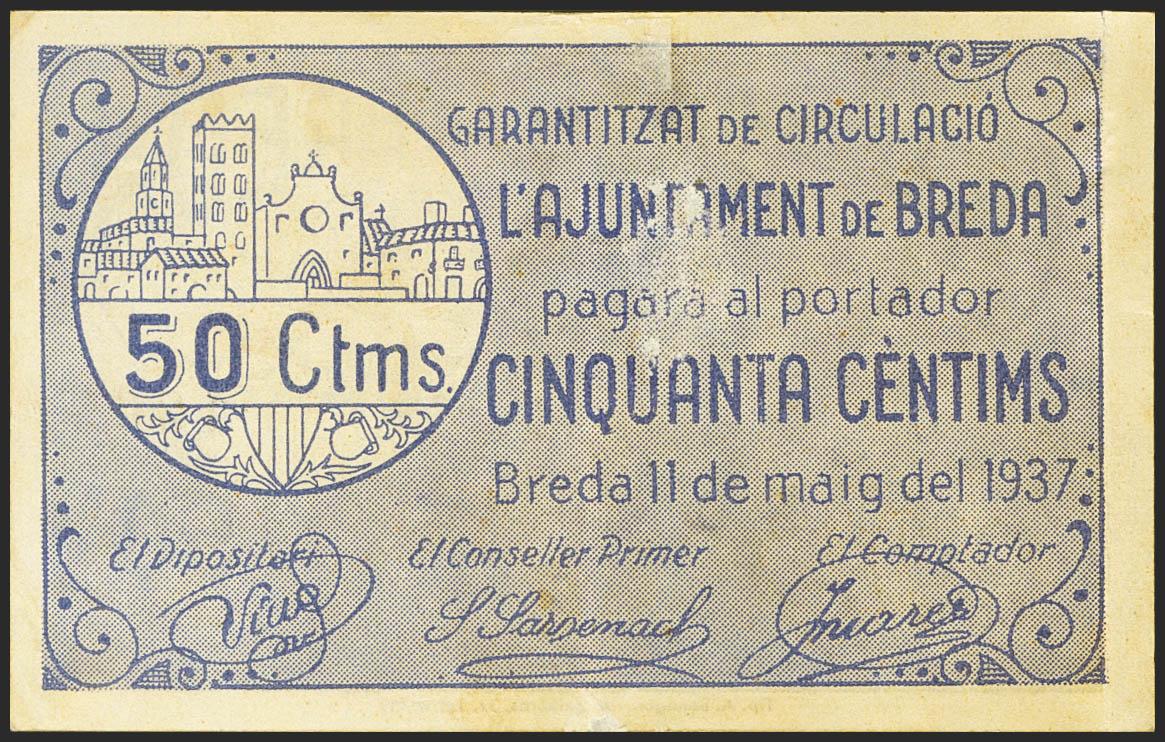 GARANTITZAT DE CIRCULACIÓ
L'AJUNTAMENT DE BREDA
pagarà al portador
CINQUANTA CÈNTIMS
50 Ctms.
Breda 11 de maig del 1937
El Dipositari
El Conseller Primer
El Comptador